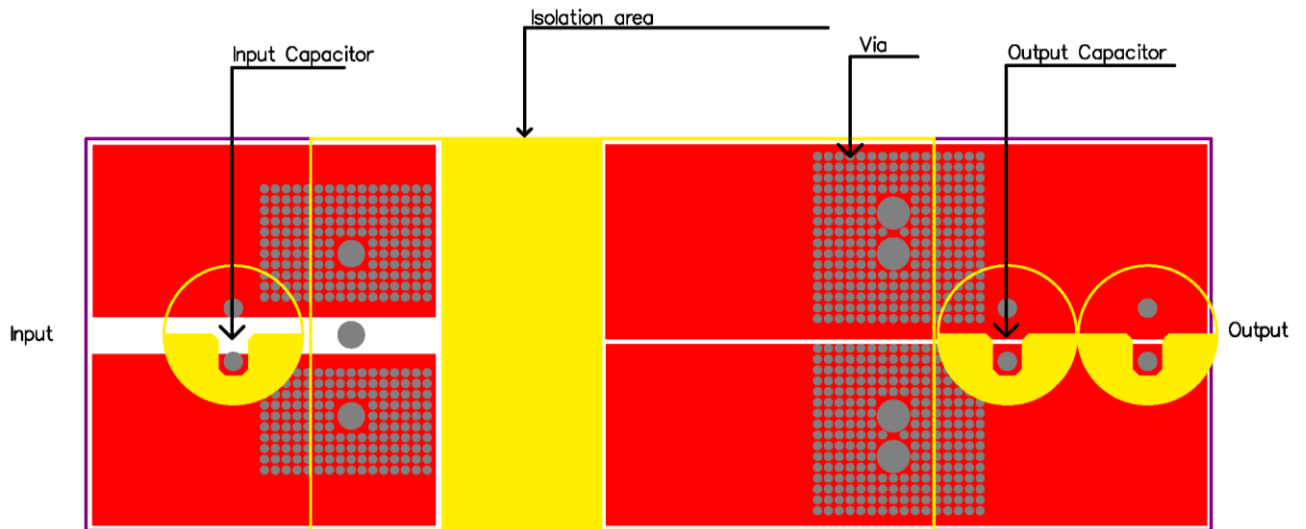 Isolation area
Input Capacitor
Via
Output Capacitor
Input
Output